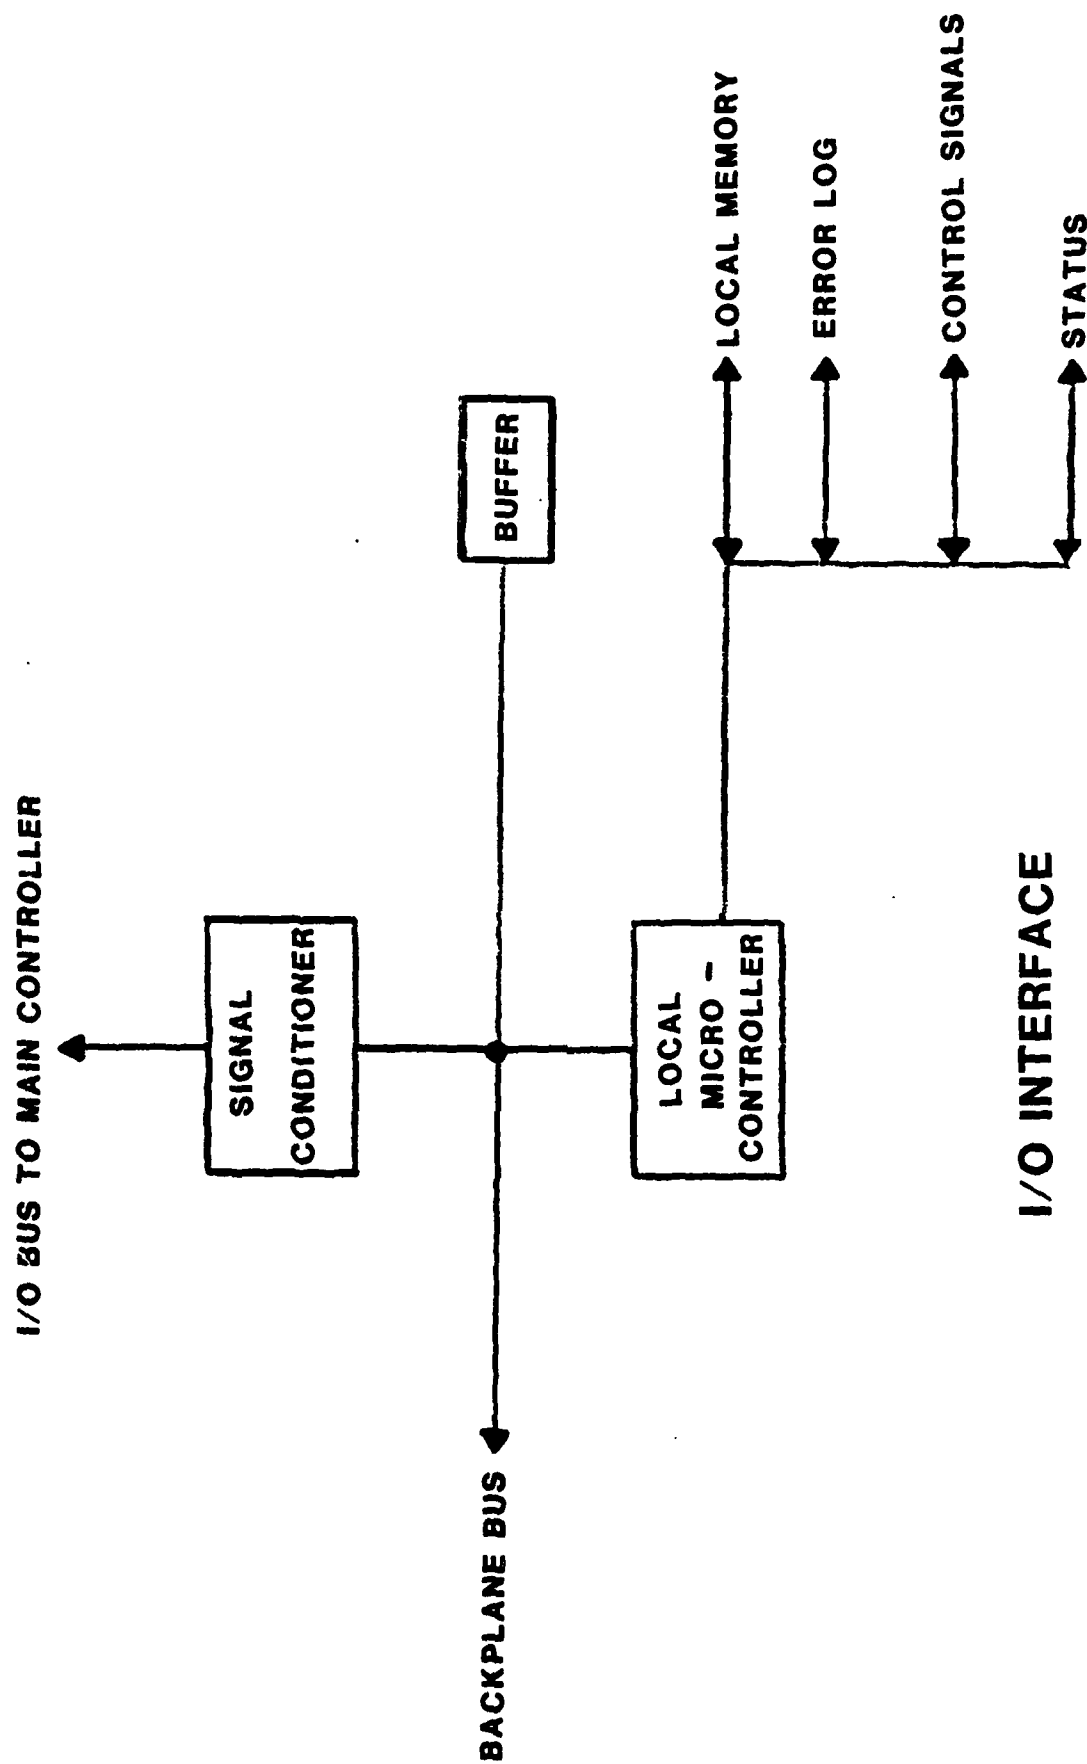 I/O BUS TO MAIN CONTROLLER
SIGNAL
CONDITIONER
BACKPLANE BUS
BUFFER
LOCAL
MICRO -
CONTROLLER
LOCAL MEMORY
ERROR LOG
CONTROL SIGNALS
STATUS
I/O INTERFACE